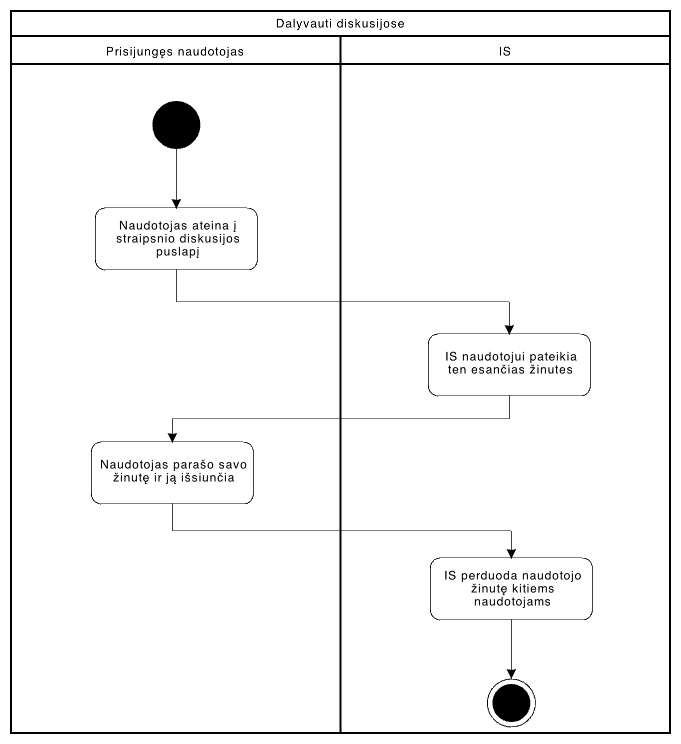 Dalyvauti diskusijose
Prisijungęs naudotojas
IS
Naudotojas ateina į
straipsnio diskusijos
puslapį
IS naudotojui pateikia
ten esančias žinutes
Naudotojas parašo savo
žinutę ir ją išsiunčia
IS perduoda naudotojo
žinutę kitiems
naudotojams